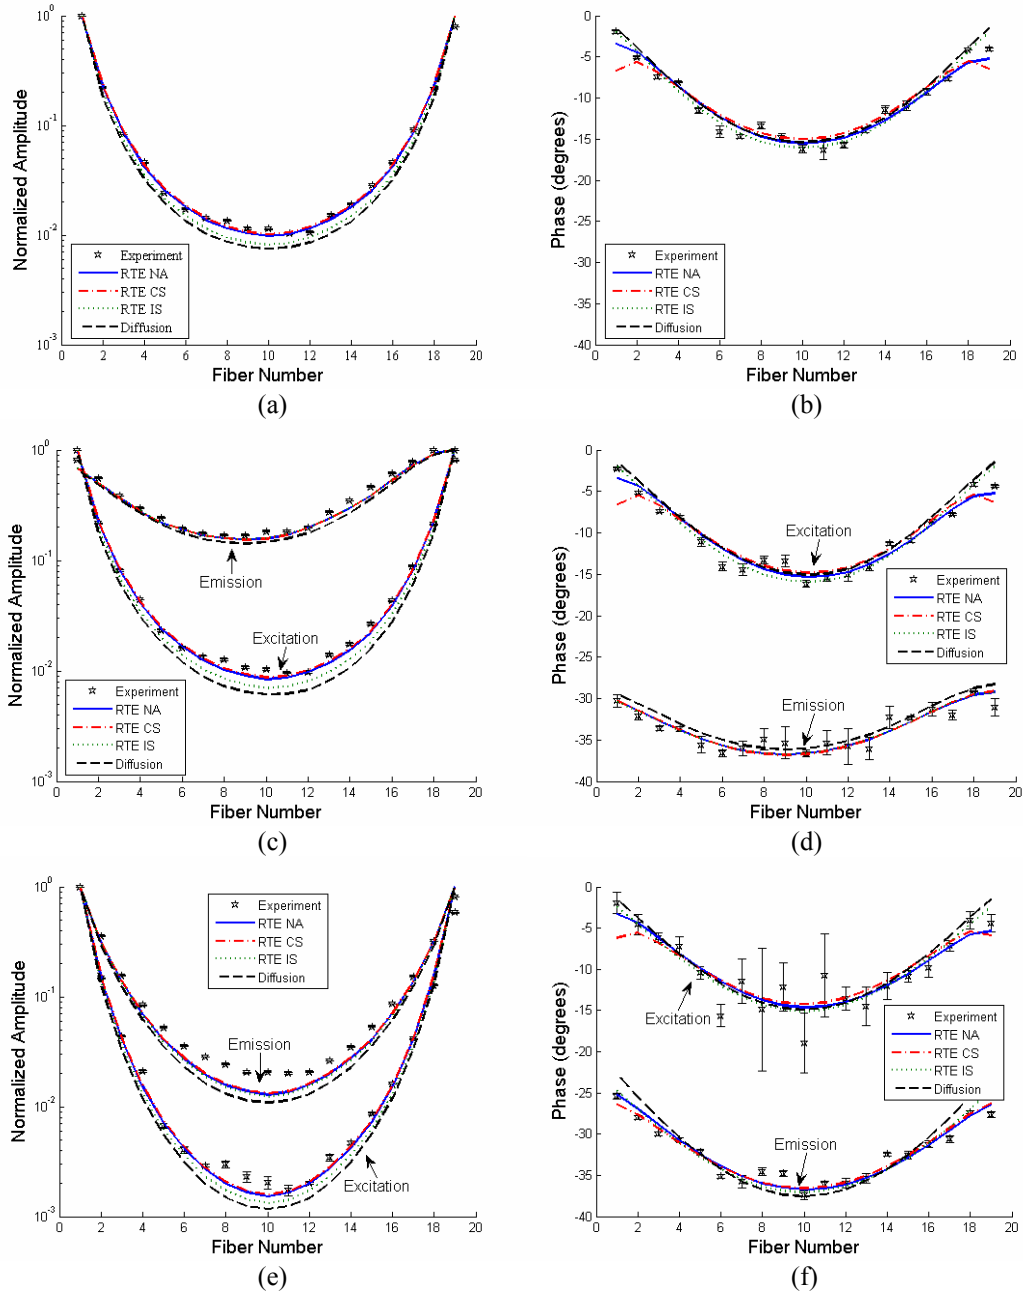 10^0
10^-1
10^-2
10^-3
Normalized Amplitude
Experiment
RTE NA
RTE CS
RTE IS
Diffusion
0 2 4 6 8 10 12 14 16 18 20
Fiber Number
(a)
0
-5
-10
-15
-20
-25
-30
-35
-40
Phase (degrees)
Experiment
RTE NA
RTE CS
RTE IS
Diffusion
0 2 4 6 8 10 12 14 16 18 20
Fiber Number
(b)
10^0
10^-1
10^-2
10^-3
Normalized Amplitude
Emission
Excitation
Experiment
RTE NA
RTE CS
RTE IS
Diffusion
0 2 4 6 8 10 12 14 16 18 20
Fiber Number
(c)
0
-5
-10
-15
-20
-25
-30
-35
-40
Phase (degrees)
Excitation
Experiment
RTE NA
RTE CS
RTE IS
Diffusion
Emission
0 2 4 6 8 10 12 14 16 18 20
Fiber Number
(d)
10^0
10^-1
10^-2
10^-3
Normalized Amplitude
Experiment
RTE NA
RTE CS
RTE IS
Diffusion
Emission
Excitation
0 2 4 6 8 10 12 14 16 18 20
Fiber Number
(e)
0
-5
-10
-15
-20
-25
-30
-35
-40
Phase (degrees)
Excitation
Experiment
RTE NA
RTE CS
RTE IS
Diffusion
Emission
0 2 4 6 8 10 12 14 16 18 20
Fiber Number
(f)